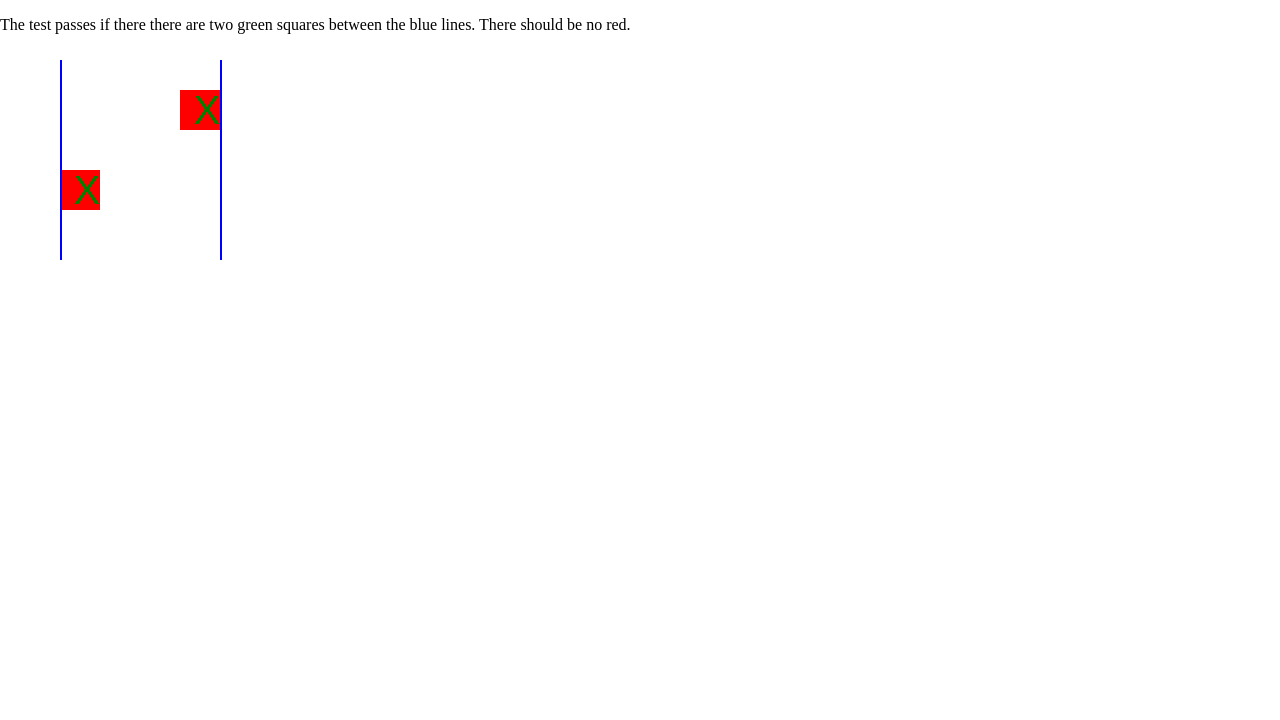 The test passes if there there are two green squares between the blue lines. There should be no red.
X
X